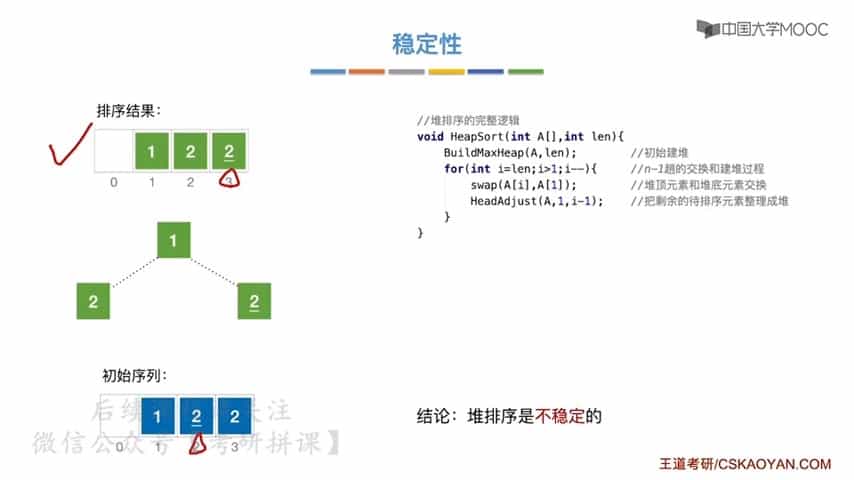 中国大学MOOC
稳定性
排序结果：
1 2 2
0 1 2 3
1
2 2
初始序列：
1 2 2
0 1 3
//堆排序的完整逻辑
void HeapSort(int A[],int len){
BuildMaxHeap(A,len); //初始建堆
for(int i=len;i>1;i--){ //n-1趟的交换和建堆过程
swap(A[i],A[1]); //堆顶元素和堆底元素交换
HeadAdjust(A,1,i-1); //把剩余的待排序元素整理成堆
}
}
结论：堆排序是不稳定的
后续 关注
微信公众号 考研拼课】
王道考研/CSKAOYAN.COM